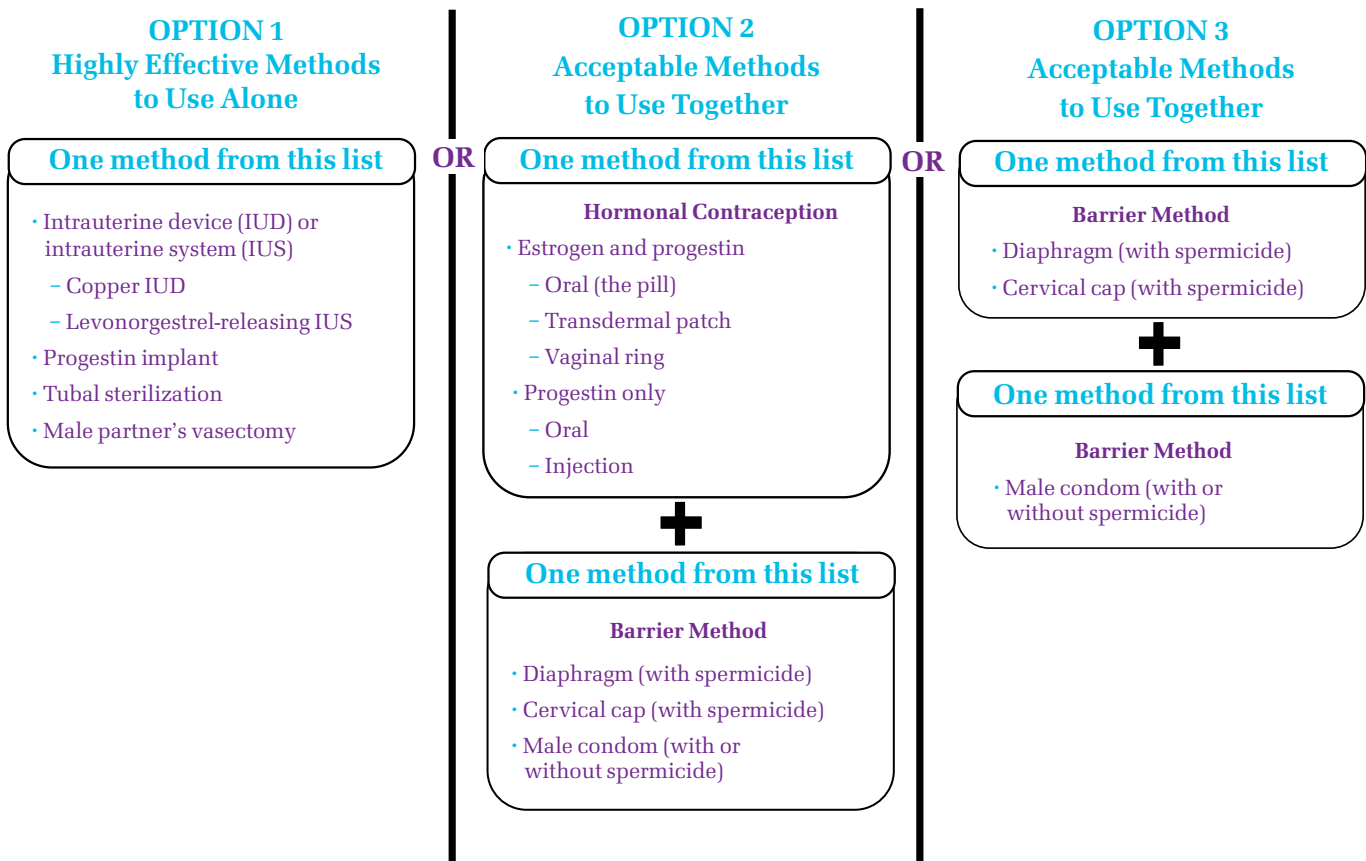 OPTION 1
Highly Effective Methods
to Use Alone
One method from this list
· Intrauterine device (IUD) or
intrauterine system (IUS)
– Copper IUD
– Levonorgestrel-releasing IUS
· Progestin implant
· Tubal sterilization
· Male partner’s vasectomy
OR
OPTION 2
Acceptable Methods
to Use Together
One method from this list
Hormonal Contraception
· Estrogen and progestin
– Oral (the pill)
– Transdermal patch
– Vaginal ring
· Progestin only
– Oral
– Injection
+
One method from this list
Barrier Method
· Diaphragm (with spermicide)
· Cervical cap (with spermicide)
· Male condom (with or
without spermicide)
OR
OPTION 3
Acceptable Methods
to Use Together
One method from this list
Barrier Method
· Diaphragm (with spermicide)
· Cervical cap (with spermicide)
+
One method from this list
Barrier Method
· Male condom (with or
without spermicide)